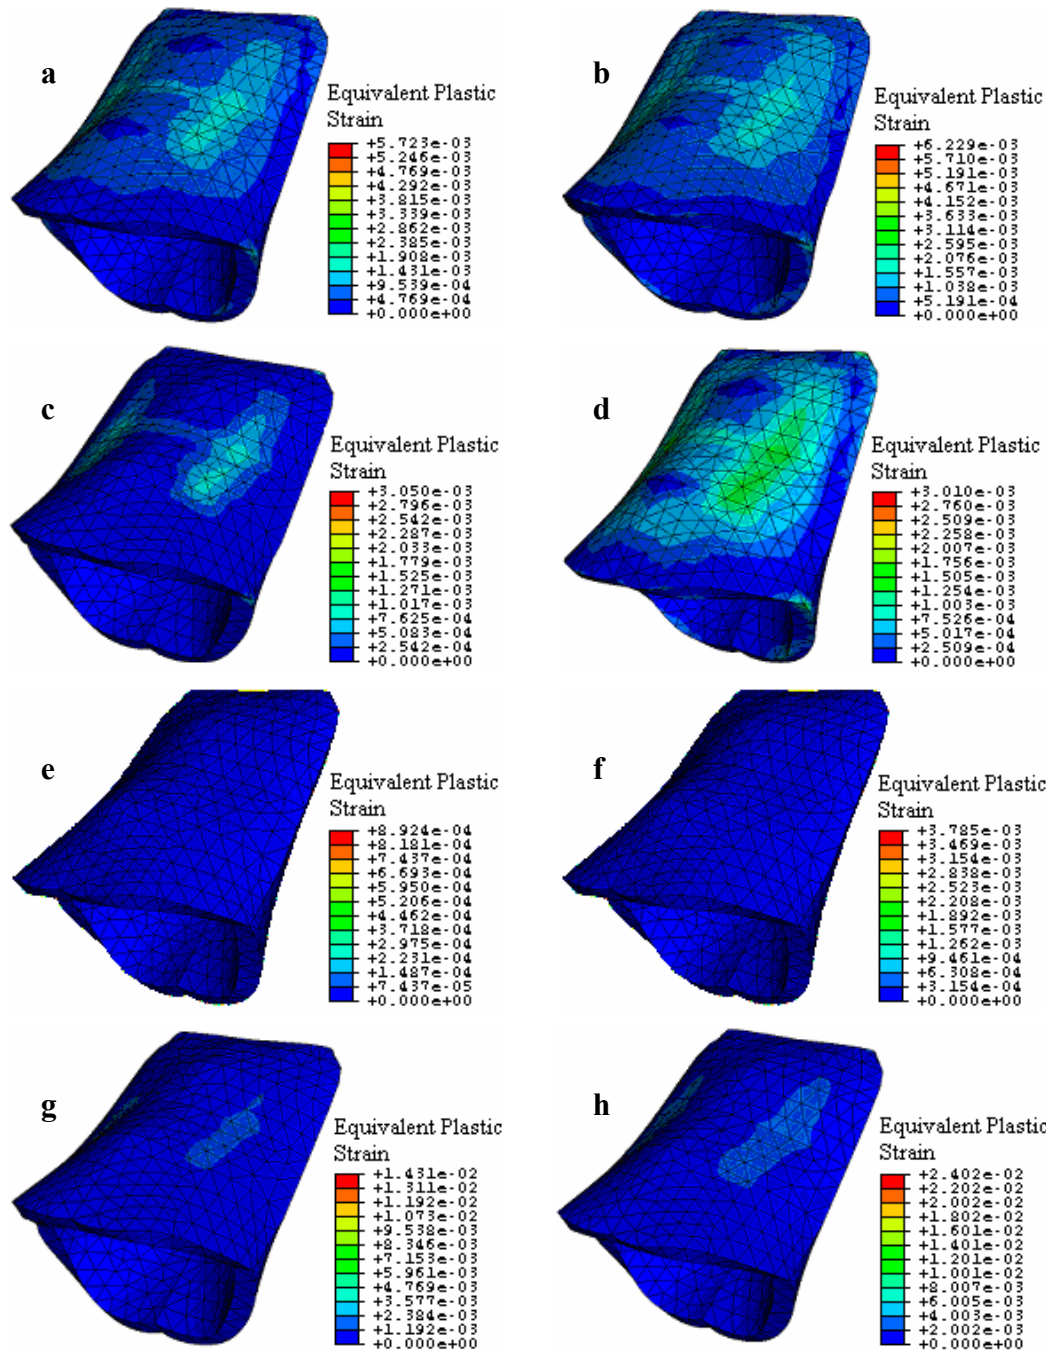 a
Equivalent Plastic
Strain
+5.723e-03
+5.246e-03
+4.769e-03
+4.292e-03
+3.815e-03
+3.339e-03
+2.862e-03
+2.385e-03
+1.908e-03
+1.431e-03
+9.539e-04
+4.769e-04
+0.000e+00
b
Equivalent Plastic
Strain
+6.229e-03
+5.710e-03
+5.191e-03
+4.671e-03
+4.152e-03
+3.633e-03
+3.114e-03
+2.595e-03
+2.076e-03
+1.557e-03
+1.038e-03
+5.191e-04
+0.000e+00
c
Equivalent Plastic
Strain
+3.050e-03
+2.796e-03
+2.542e-03
+2.287e-03
+2.033e-03
+1.779e-03
+1.525e-03
+1.271e-03
+1.017e-03
+7.625e-04
+5.083e-04
+2.542e-04
+0.000e+00
d
Equivalent Plastic
Strain
+3.010e-03
+2.760e-03
+2.509e-03
+2.258e-03
+2.007e-03
+1.756e-03
+1.505e-03
+1.254e-03
+1.003e-03
+7.526e-04
+5.017e-04
+2.509e-04
+0.000e+00
e
Equivalent Plastic
Strain
+8.924e-04
+8.181e-04
+7.437e-04
+6.693e-04
+5.950e-04
+5.206e-04
+4.462e-04
+3.718e-04
+2.975e-04
+2.231e-04
+1.487e-04
+7.437e-05
+0.000e+00
f
Equivalent Plastic
Strain
+3.785e-03
+3.469e-03
+3.154e-03
+2.838e-03
+2.523e-03
+2.208e-03
+1.892e-03
+1.577e-03
+1.262e-03
+9.461e-04
+6.308e-04
+3.154e-04
+0.000e+00
g
Equivalent Plastic
Strain
+1.431e-02
+1.311e-02
+1.192e-02
+1.073e-02
+9.538e-03
+8.346e-03
+7.153e-03
+5.961e-03
+4.769e-03
+3.577e-03
+2.384e-03
+1.192e-03
+0.000e+00
h
Equivalent Plastic
Strain
+2.402e-02
+2.202e-02
+2.002e-02
+1.802e-02
+1.601e-02
+1.401e-02
+1.201e-02
+1.001e-02
+8.007e-03
+6.005e-03
+4.003e-03
+2.002e-03
+0.000e+00